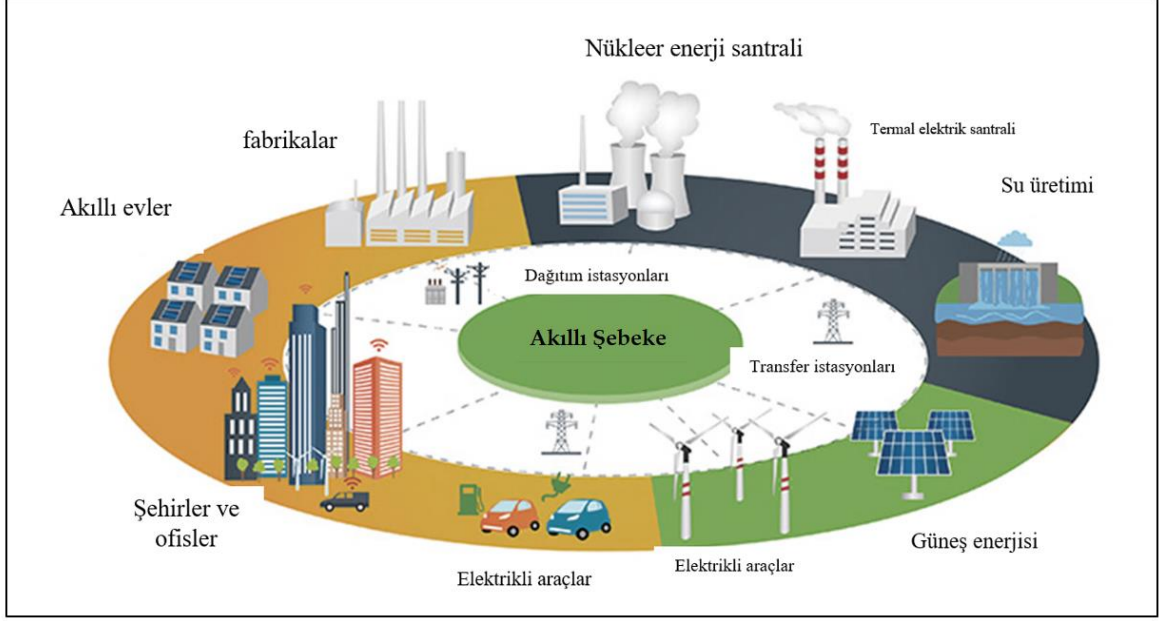 Nükleer enerji santrali
Termal elektrik santrali
fabrikalar
Su üretimi
Akıllı evler
Dağıtım istasyonları
Akıllı Şebeke
Transfer istasyonları
Şehirler ve
ofisler
Güneş enerjisi
Elektrikli araçlar
Elektrikli araçlar